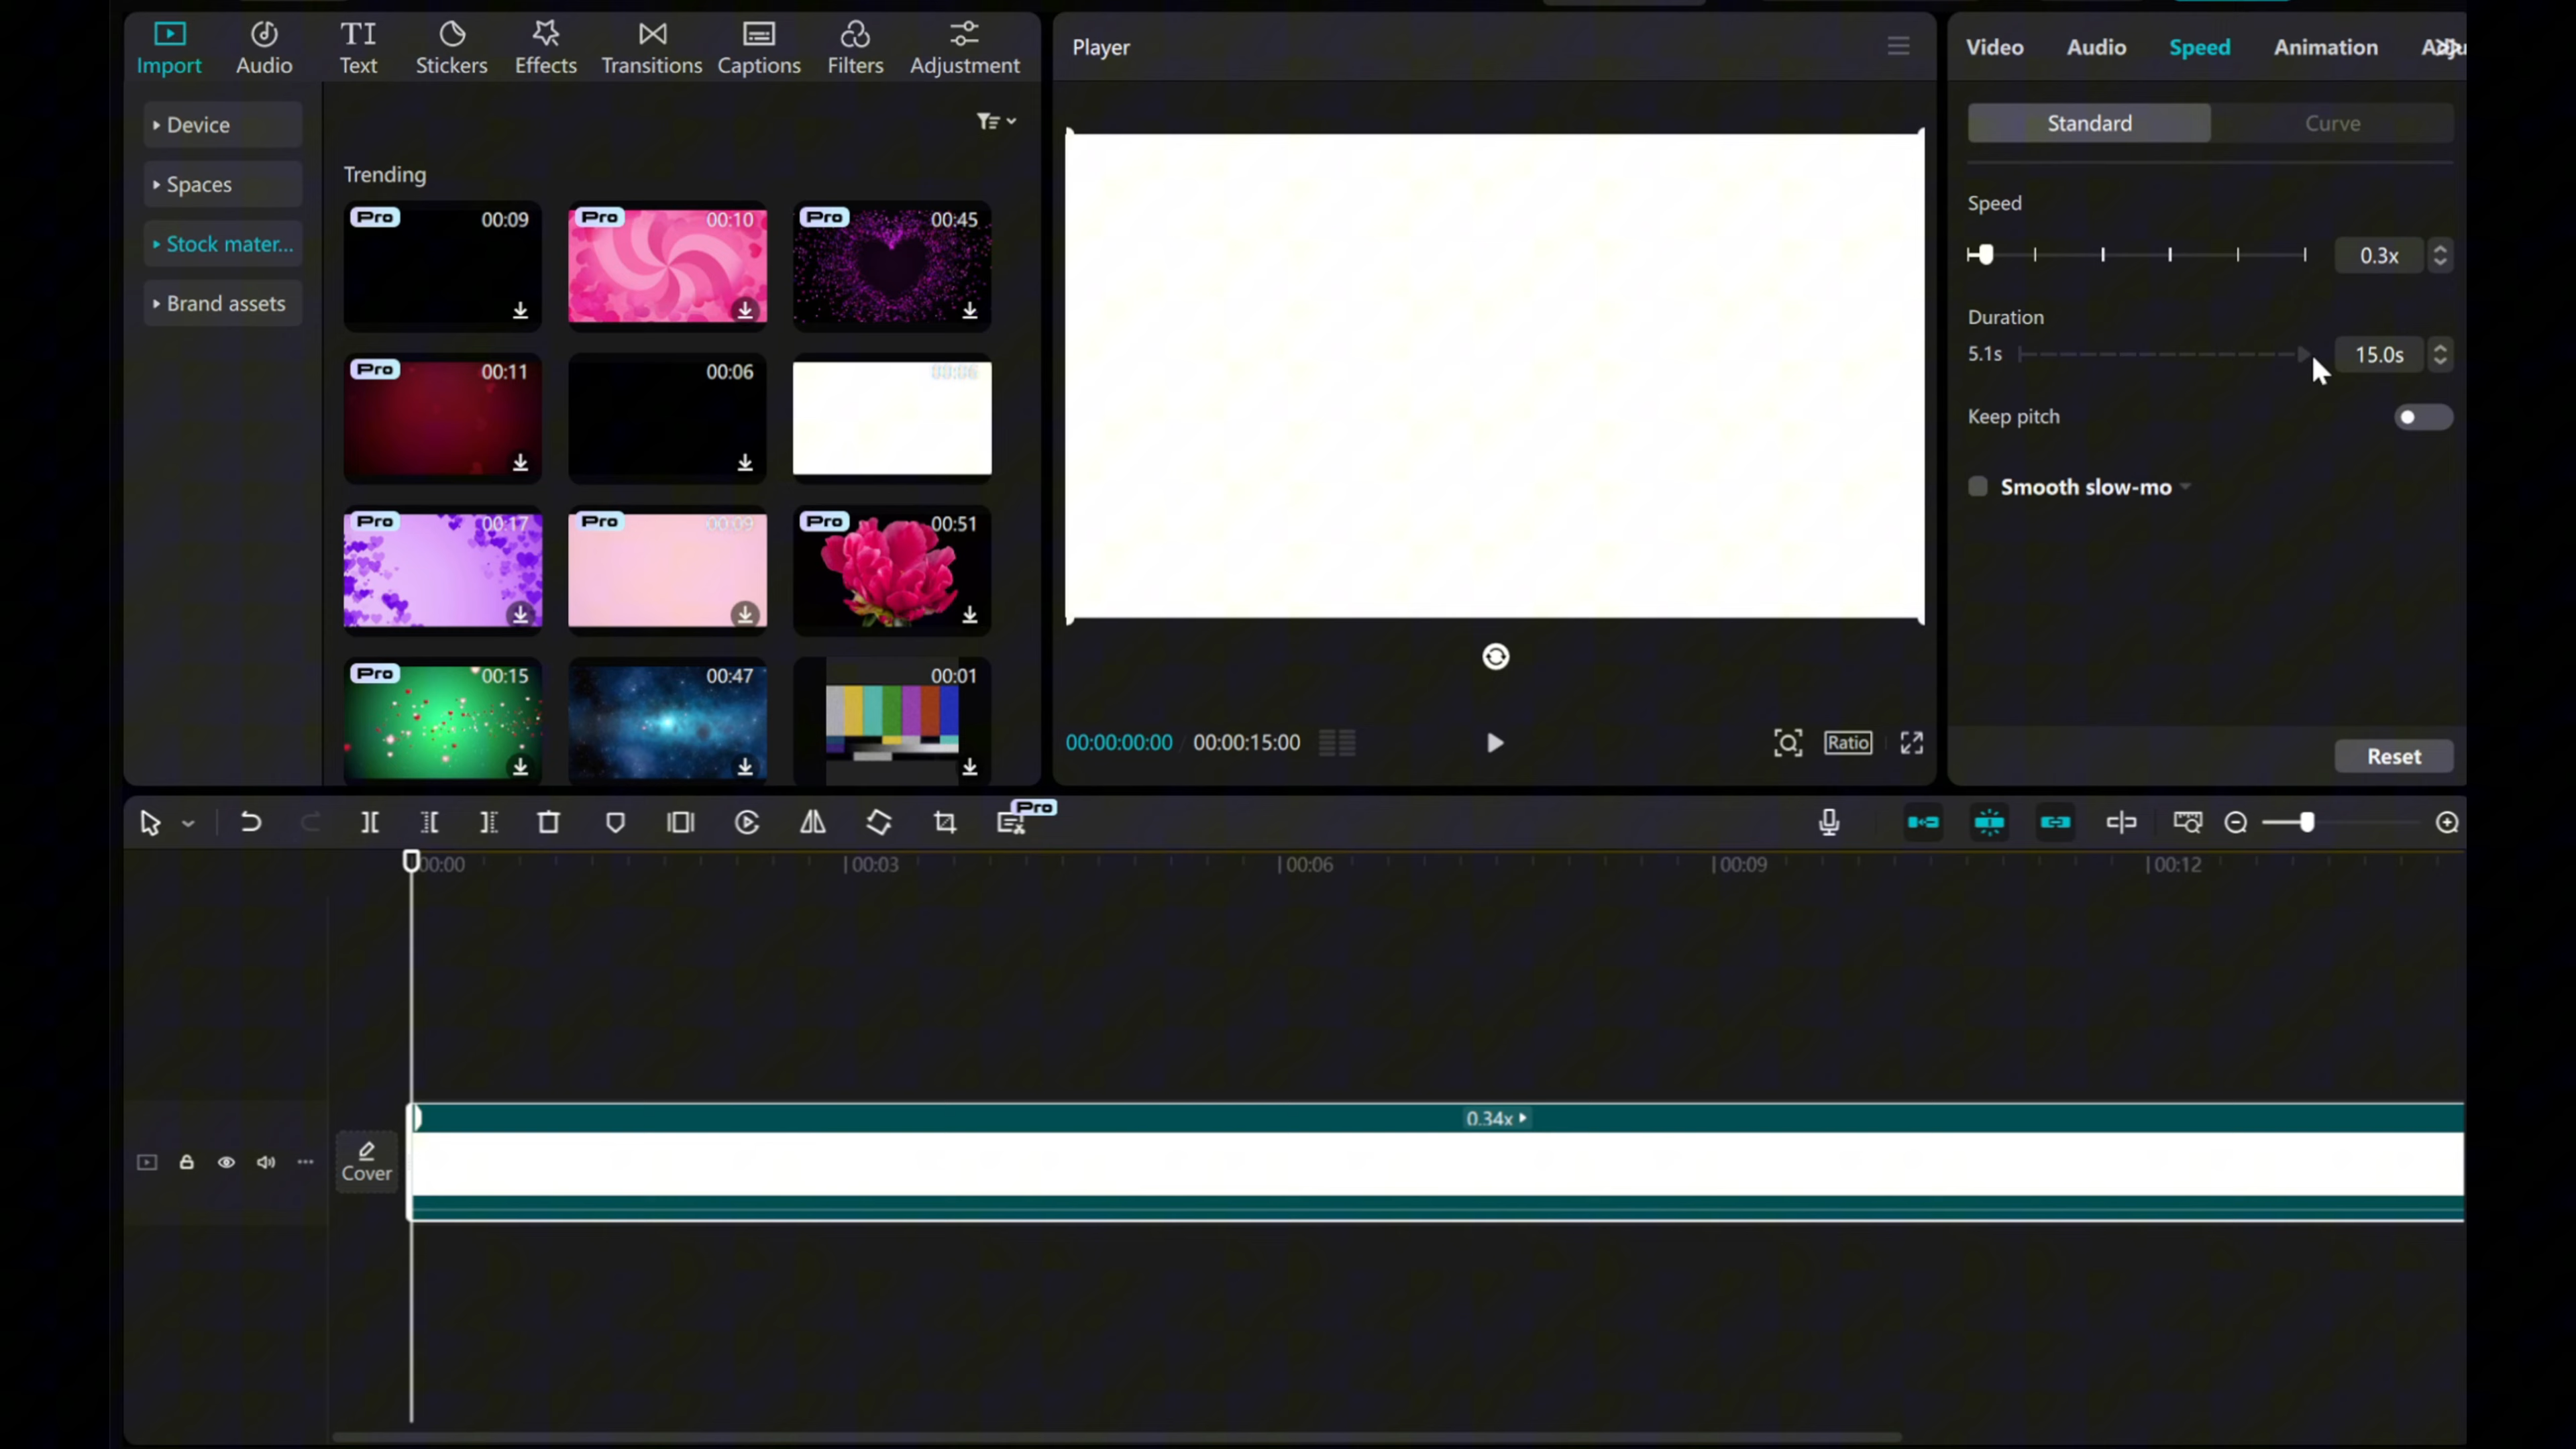 Import
Audio
TI
Text
Stickers
Effects
Transitions
Captions
Filters
Adjustment
Device
Spaces
Stock mater...
Brand assets
Trending
Pro 00:09
Pro 00:10
Pro 00:45
Pro 00:11
00:06
00:06
Pro 00:17
Pro 00:09
Pro 00:51
Pro 00:15
00:47
00:01
Player
00:00:00:00 / 00:00:15:00
Ratio
Video
Audio
Speed
Animation
Standard
Curve
Speed
0.3x
Duration
5.1s
15.0s
Keep pitch
Smooth slow-mo
Reset
Pro
00:00
00:03
00:06
00:09
00:12
0.34x
Cover